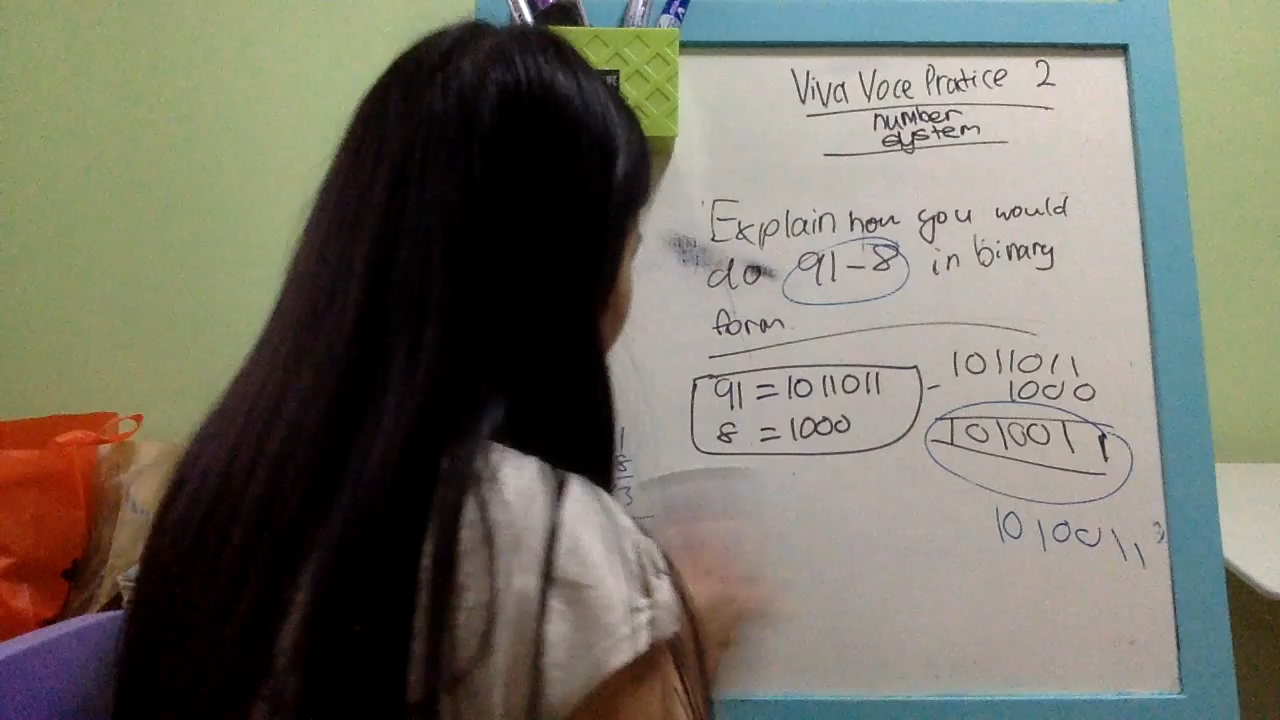 Viva Voce Pratice 2
number
system
Explain how you would
do 91-8 in binary
form
91 = 1011011
8 = 1000
1011011
- 1000
1010011
1010011